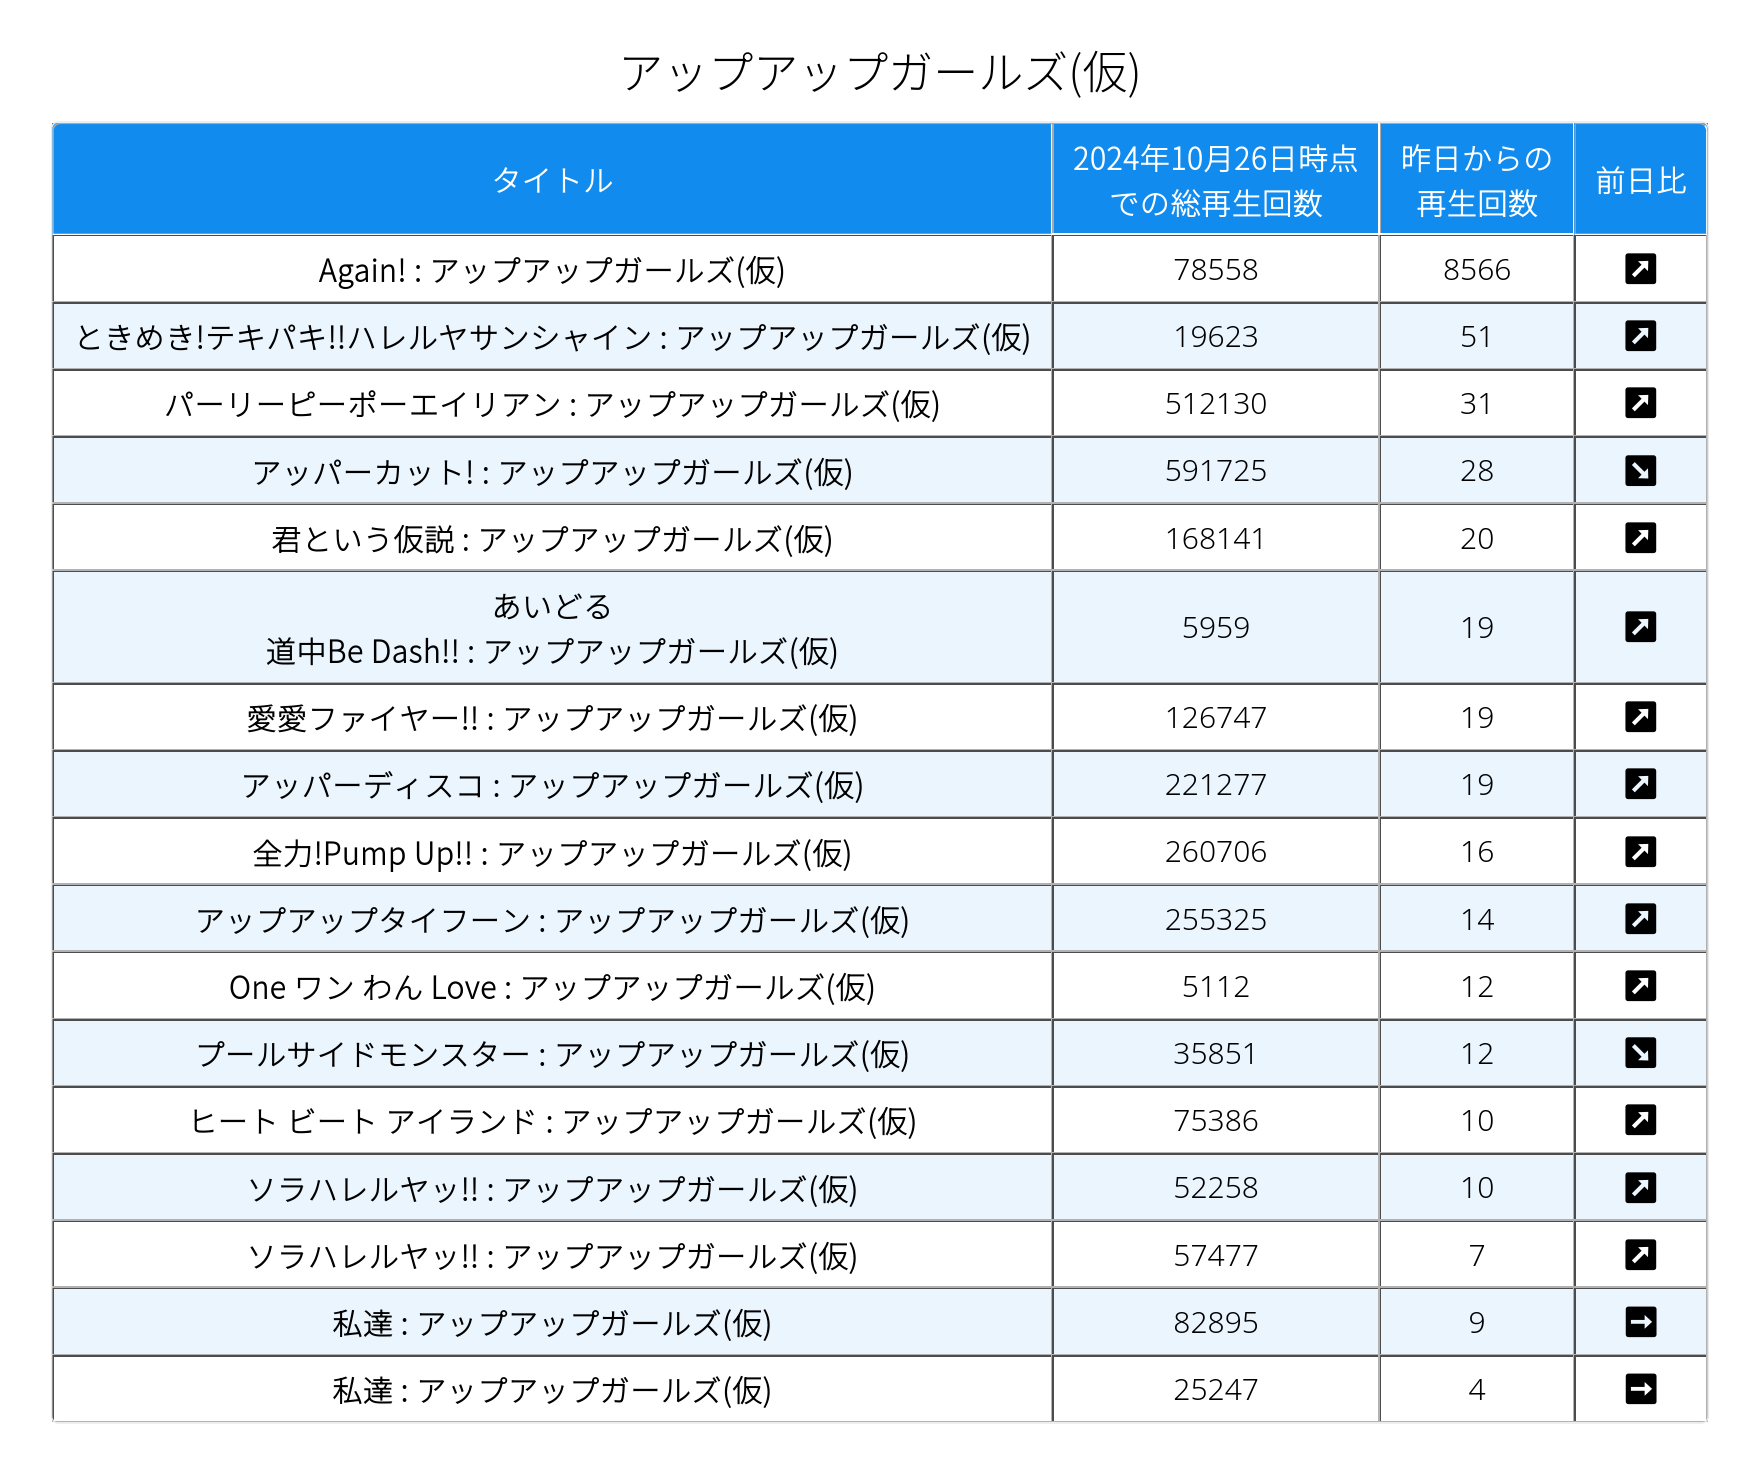 アップアップガールズ(仮)
タイトル
2024年10月26日時点
での総再生回数
昨日からの
再生回数
前日比
Again! : アップアップガールズ(仮) 78558 8566
ときめき!テキパキ!!ハレルヤサンシャイン : アップアップガールズ(仮) 19623 51
パーリーピーポーエイリアン : アップアップガールズ(仮) 512130 31
アッパーカット! : アップアップガールズ(仮) 591725 28
君という仮説 : アップアップガールズ(仮) 168141 20
あいどる
道中Be Dash!! : アップアップガールズ(仮) 5959 19
愛愛ファイヤー!! : アップアップガールズ(仮) 126747 19
アッパーディスコ : アップアップガールズ(仮) 221277 19
全力!Pump Up!! : アップアップガールズ(仮) 260706 16
アップアップタイフーン : アップアップガールズ(仮) 255325 14
One ワン わん Love : アップアップガールズ(仮) 5112 12
プールサイドモンスター : アップアップガールズ(仮) 35851 12
ヒート ビート アイランド : アップアップガールズ(仮) 75386 10
ソラハレルヤッ!! : アップアップガールズ(仮) 52258 10
ソラハレルヤッ!! : アップアップガールズ(仮) 57477 7
私達 : アップアップガールズ(仮) 82895 9
私達 : アップアップガールズ(仮) 25247 4